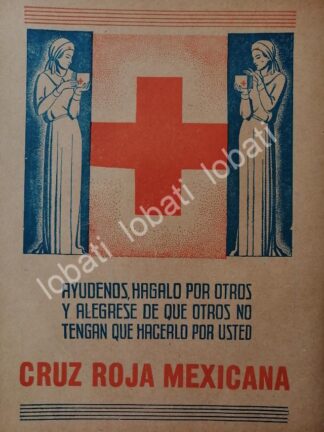 lobati lobati lobati
AYUDENOS, HAGALO POR OTROS
Y ALEGRAESE DE QUE OTROS NO
TENGAN QUE HACERLO POR USTED
CRUZ ROJA MEXICANA